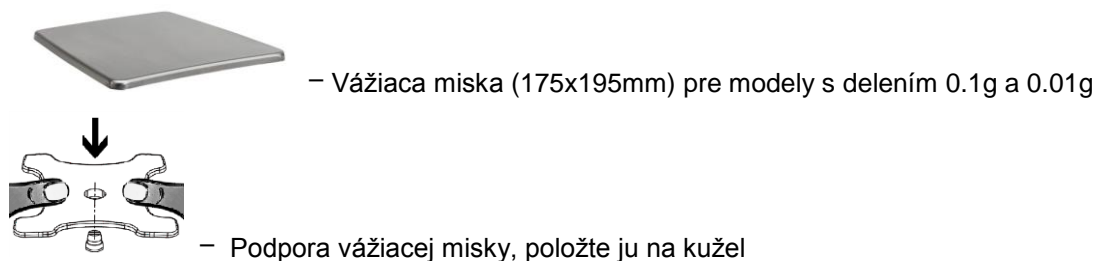 – Vážiaca miska (175x195mm) pre modely s delením 0.1g a 0.01g
– Podpora vážiacej misky, položte ju na kužel